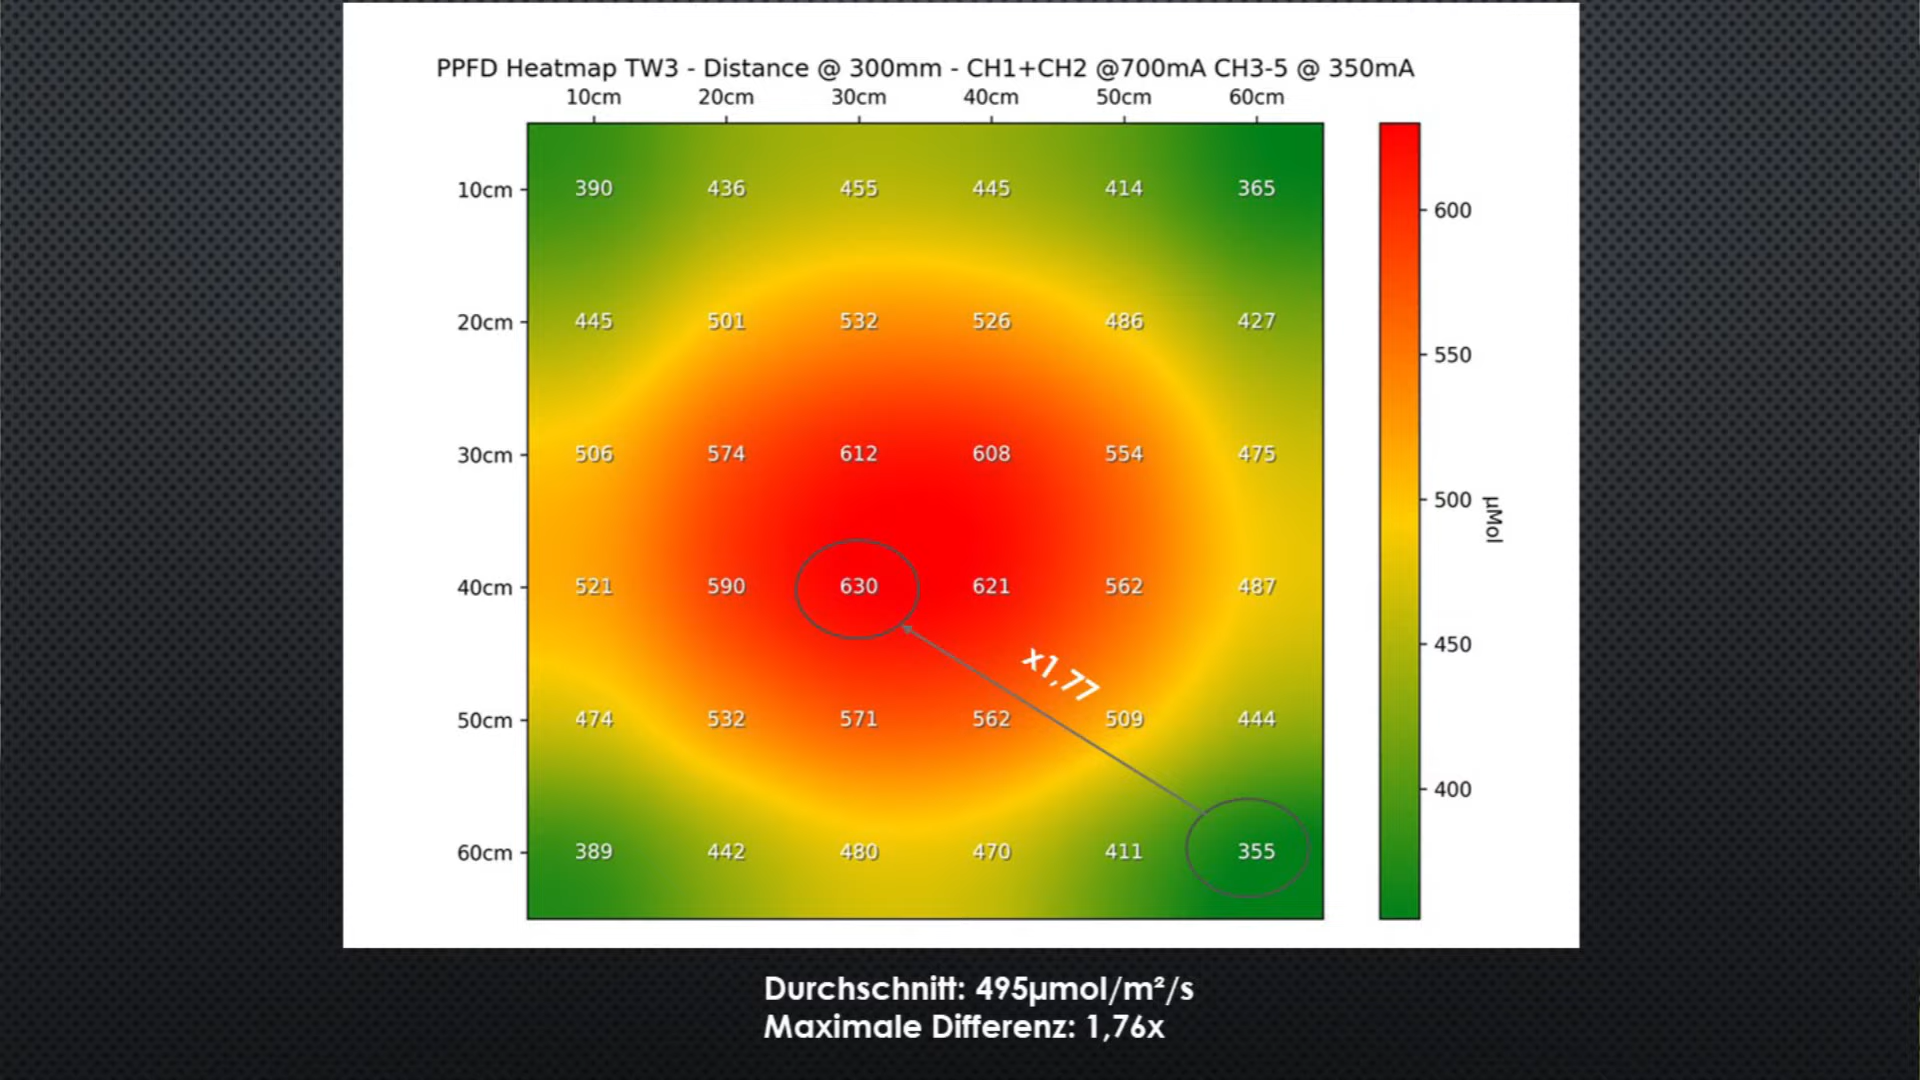 PPFD Heatmap TW3 - Distance @ 300mm - CH1+CH2 @700mA CH3-5 @ 350mA
10cm 20cm 30cm 40cm 50cm 60cm
10cm 390 436 455 445 414 365
600
20cm 445 501 532 526 486 427
550
30cm 506 574 612 608 554 475
500 µMol
40cm 521 590 630 621 562 487
450
x1,77
50cm 474 532 571 562 509 444
400
60cm 389 442 480 470 411 355
Durchschnitt: 495µmol/m²/s
Maximale Differenz: 1,76x